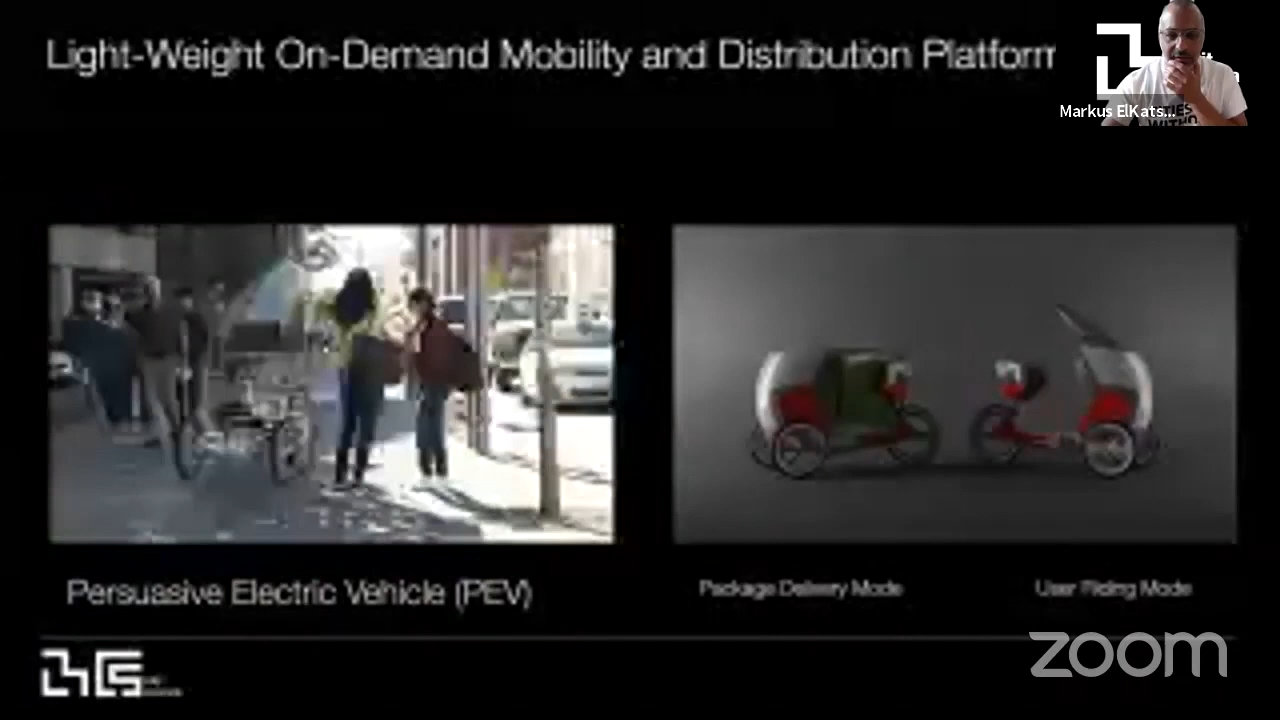 Light-Weight On-Demand Mobility and Distribution Platform
Markus ElKats...
TIES
Persuasive Electric Vehicle (PEV)
Package Delivery Mode
User Riding Mode
zoom